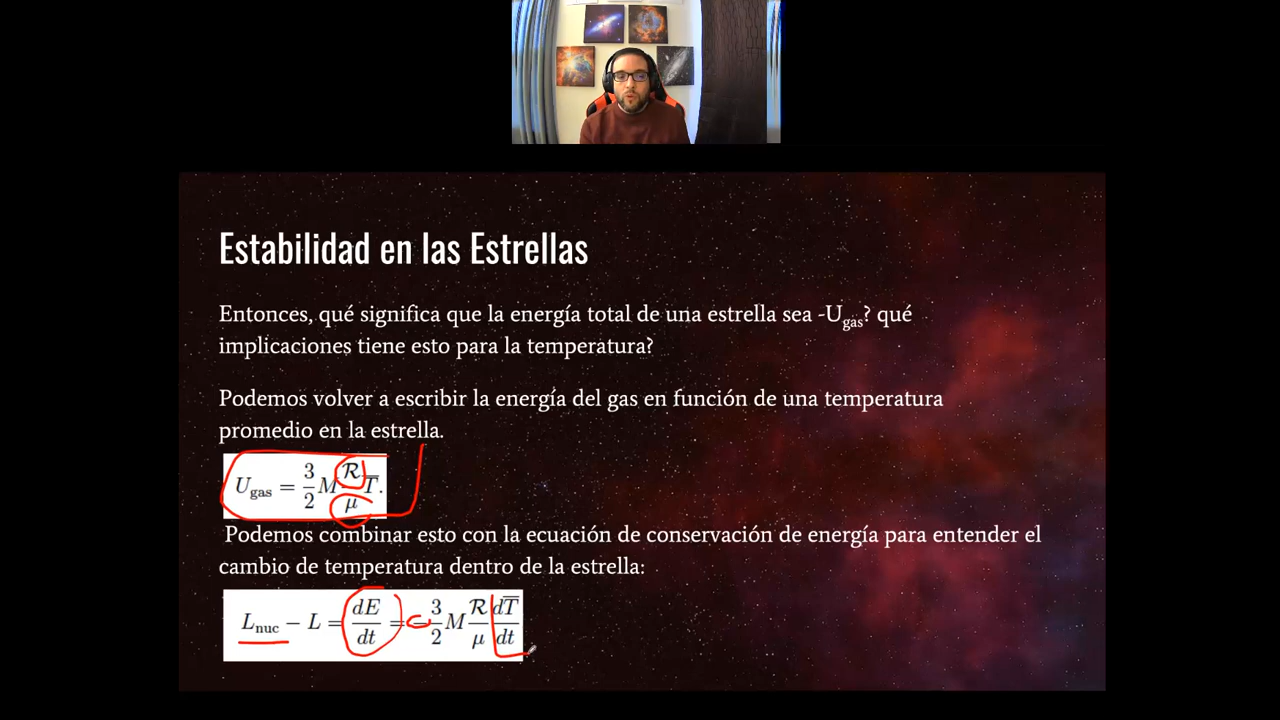 Estabilidad en las Estrellas
Entonces, qué significa que la energía total de una estrella sea -U_gas? qué
implicaciones tiene esto para la temperatura?
Podemos volver a escribir la energía del gas en función de una temperatura
promedio en la estrella.
U_gas = 3/2 M ℛ/μ T̅.
Podemos combinar esto con la ecuación de conservación de energía para entender el
cambio de temperatura dentro de la estrella:
L_nuc − L = dE/dt = −3/2 M ℛ/μ dT̅/dt